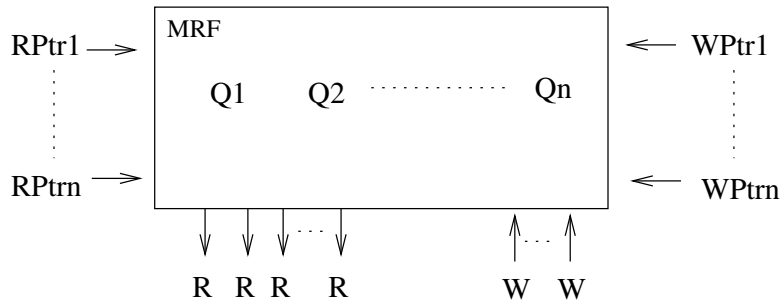 MRF
RPtr1
WPtr1
Q1 Q2 Qn
RPtrn
WPtrn
R R R R W W